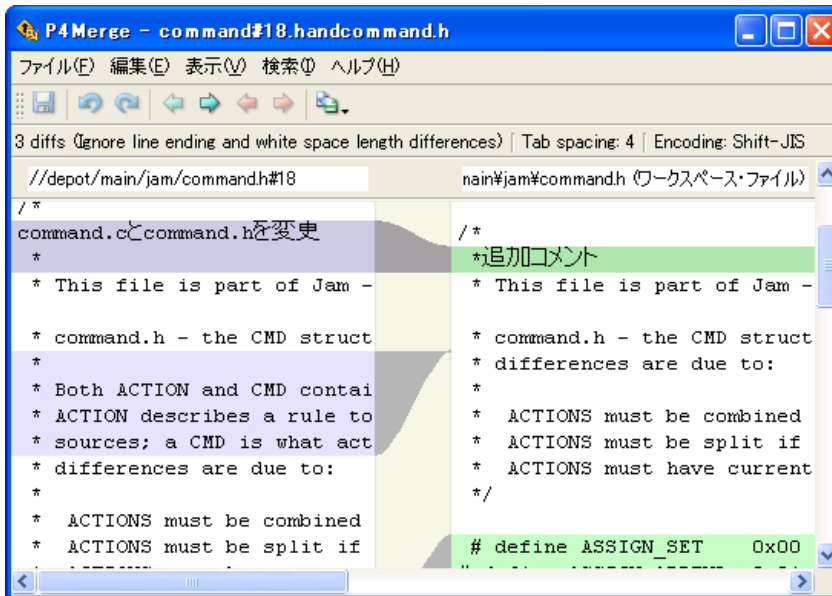 P4Merge - command#18.handcommand.h
ファイル(F) 編集(E) 表示(V) 検索(I) ヘルプ(H)
3 diffs (Ignore line ending and white space length differences) | Tab spacing: 4 | Encoding: Shift-JIS
//depot/main/jam/command.h#18
nain¥jam¥command.h (ワークスペース・ファイル)
/*
command.cとcommand.hを変更
*
* This file is part of Jam -
* command.h - the CMD struct
*
* Both ACTION and CMD contai
* ACTION describes a rule to
* sources; a CMD is what act
* differences are due to:
*
* ACTIONS must be combined
* ACTIONS must be split if
/*
*追加コメント
* This file is part of Jam -
* command.h - the CMD struct
* differences are due to:
*
* ACTIONS must be combined
* ACTIONS must be split if
* ACTIONS must have current
*/
# define ASSIGN_SET 0x00